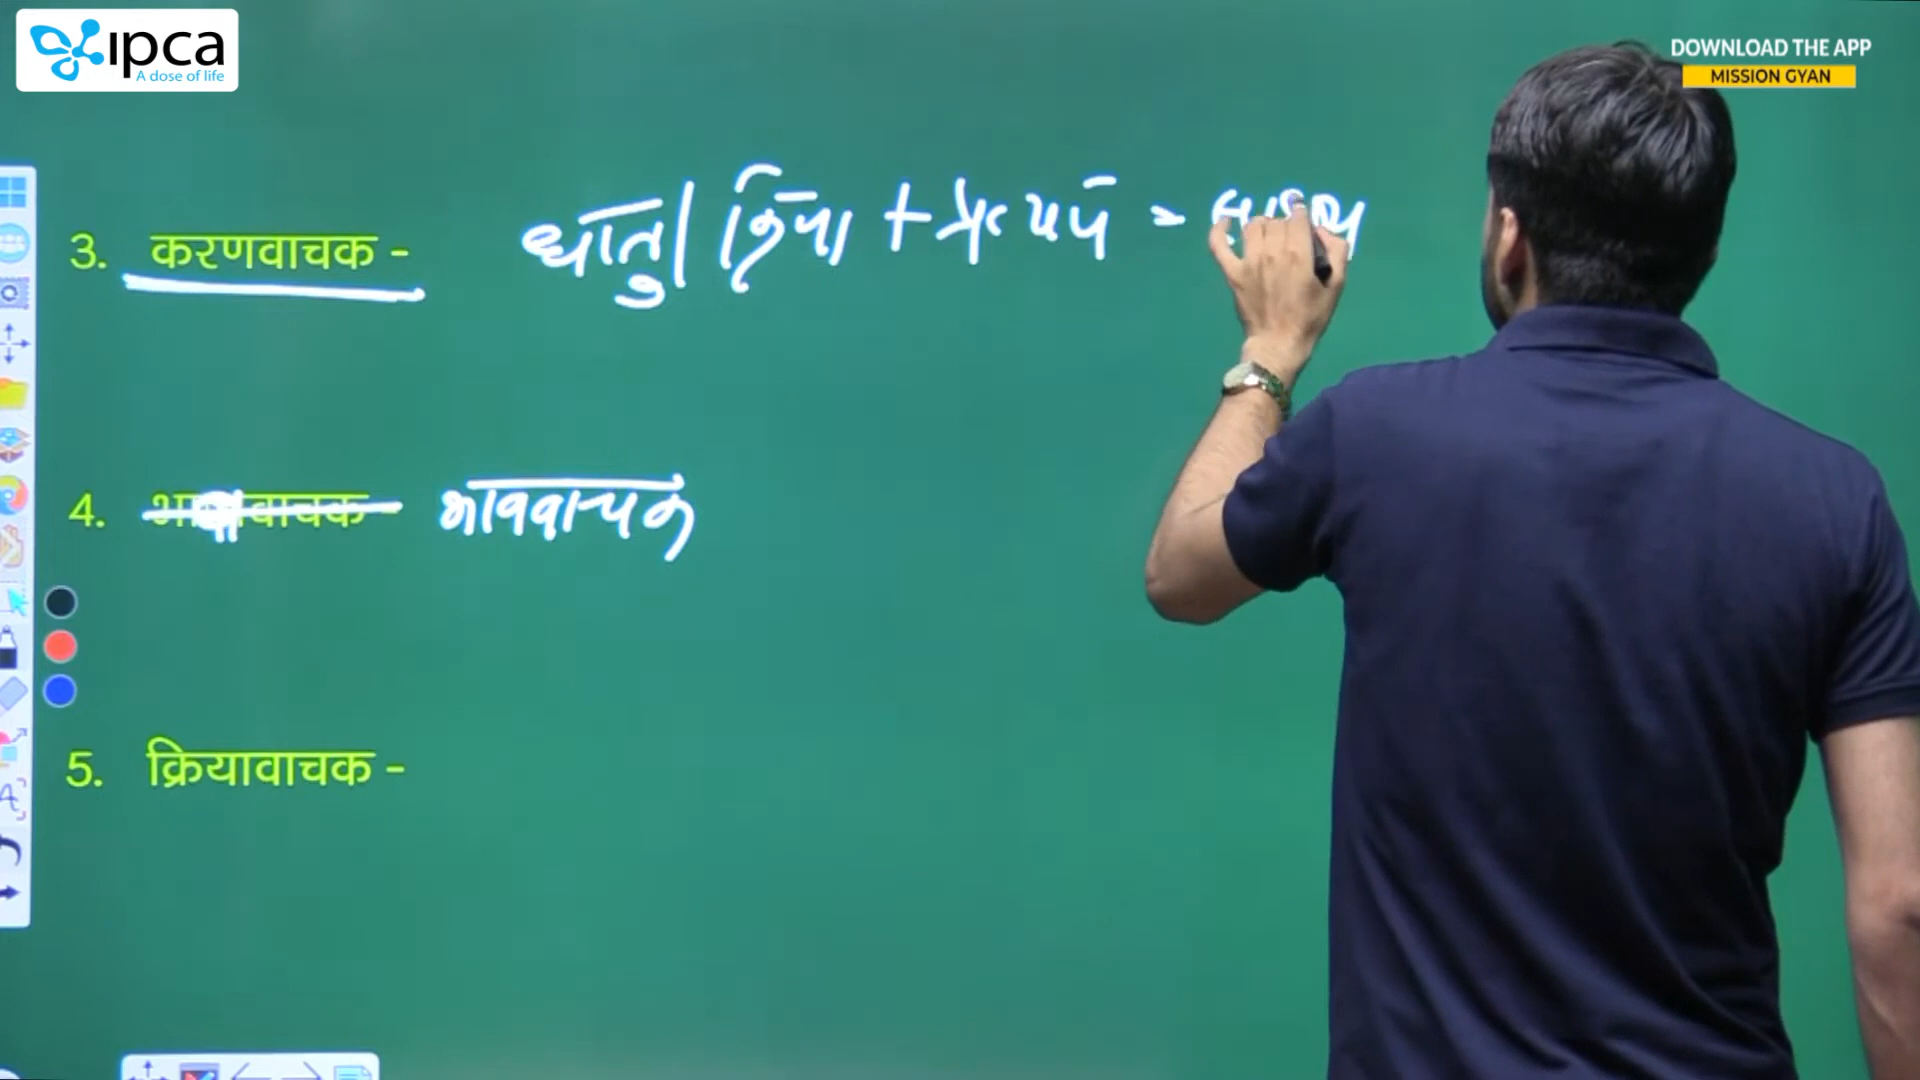 ipca
A dose of life
DOWNLOAD THE APP
MISSION GYAN
3. करणवाचक - धातु| क्रिया + प्रत्यय =
4. भाववाचक
5. क्रियावाचक -